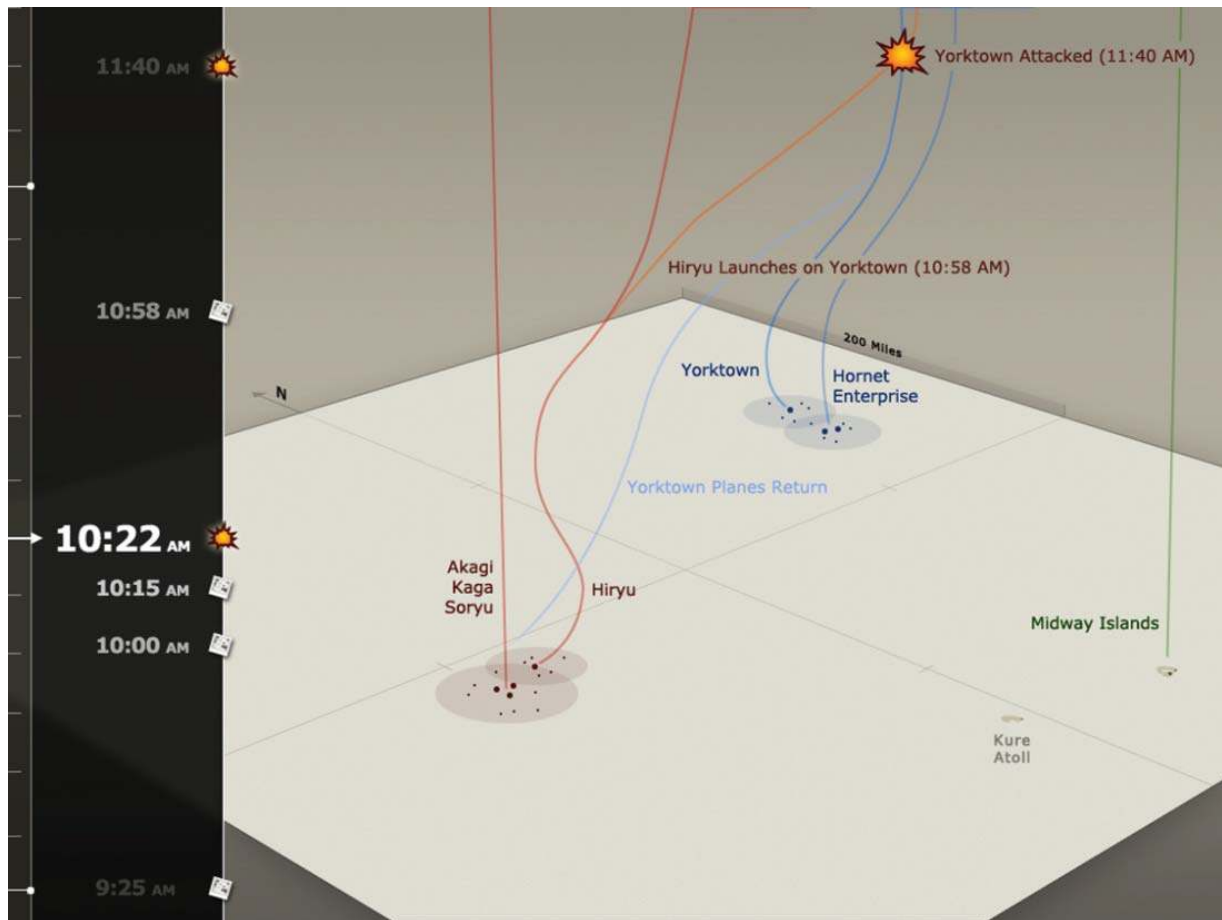 11:40 AM
10:58 AM
10:22 AM
10:15 AM
10:00 AM
9:25 AM
Yorktown Attacked (11:40 AM)
Hiryu Launches on Yorktown (10:58 AM)
200 Miles
N
Yorktown
Hornet
Enterprise
Yorktown Planes Return
Akagi
Kaga
Soryu
Hiryu
Midway Islands
Kure
Atoll